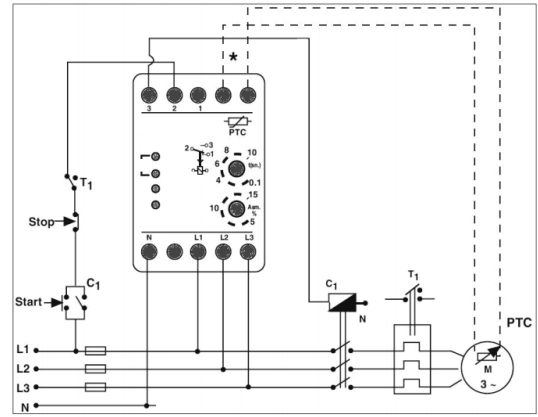 *
3 2 1
PTC
2 3
1
8 10
6 t(sn.)
4 0.1
15
10 Asm.
%
5
T1
Stop
N L1 L2 L3
C1
Start
C1
N
T1
PTC
L1
L2
L3
N
M
3 ~